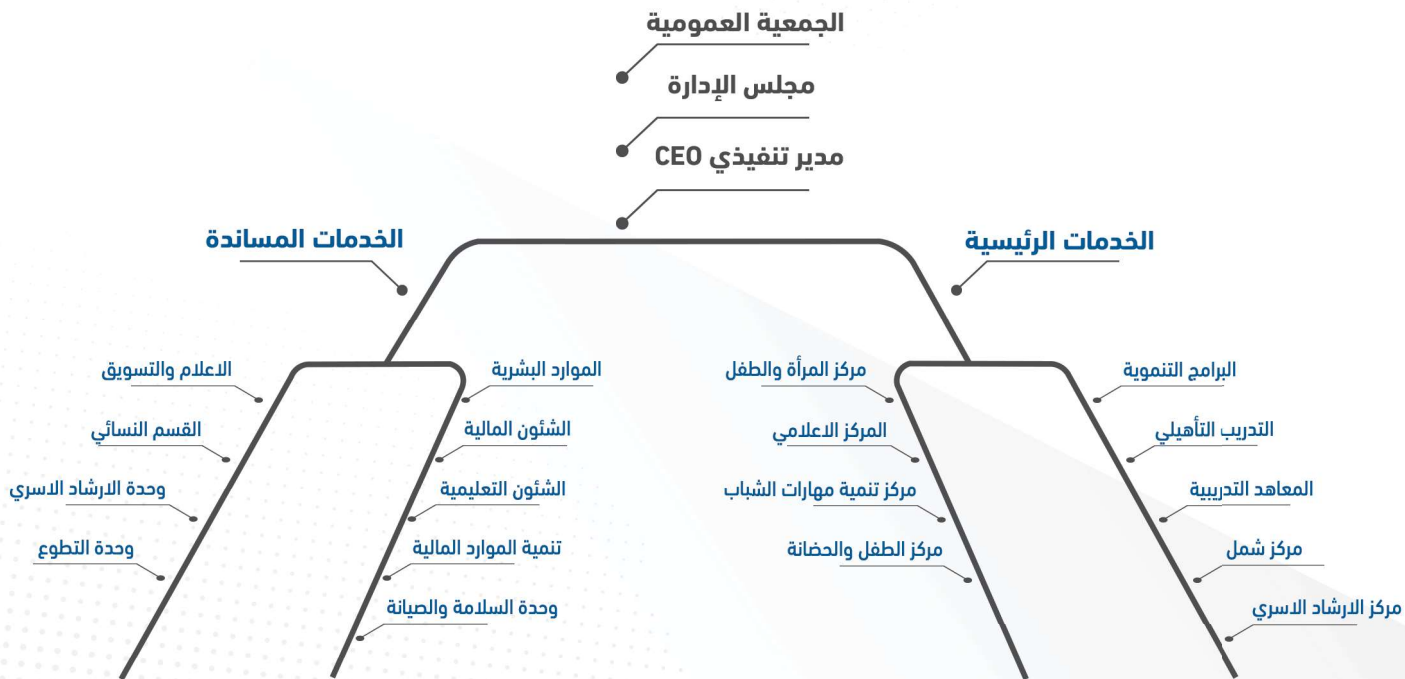 الجمعية العمومية
مجلس الإدارة
مدير تنفيذي CEO
الخدمات الرئيسية
الخدمات المساندة
البرامج التنموية
التدريب التأهيلي
المعاهد التدريبية
مركز شمل
مركز الارشاد الاسري
مركز المرأة والطفل
المركز الاعلامي
مركز تنمية مهارات الشباب
مركز الطفل والحضانة
الموارد البشرية
الشئون المالية
الشئون التعليمية
تنمية الموارد المالية
وحدة السلامة والصيانة
الاعلام والتسويق
القسم النسائي
وحدة الارشاد الاسري
وحدة التطوع